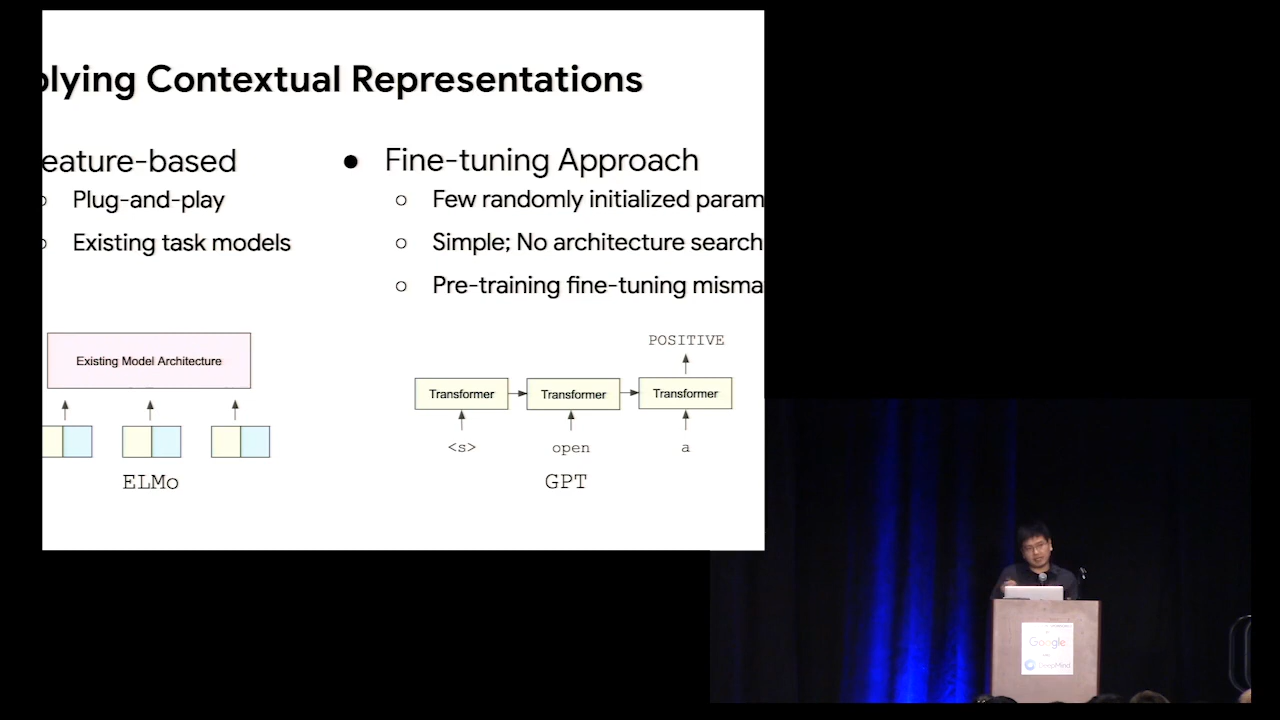 plying Contextual Representations
eature-based
Plug-and-play
Existing task models
● Fine-tuning Approach
○ Few randomly initialized param
○ Simple; No architecture search
○ Pre-training fine-tuning misma
Existing Model Architecture
ELMo
POSITIVE
Transformer Transformer Transformer
<s> open a
GPT
Google
DeepMind